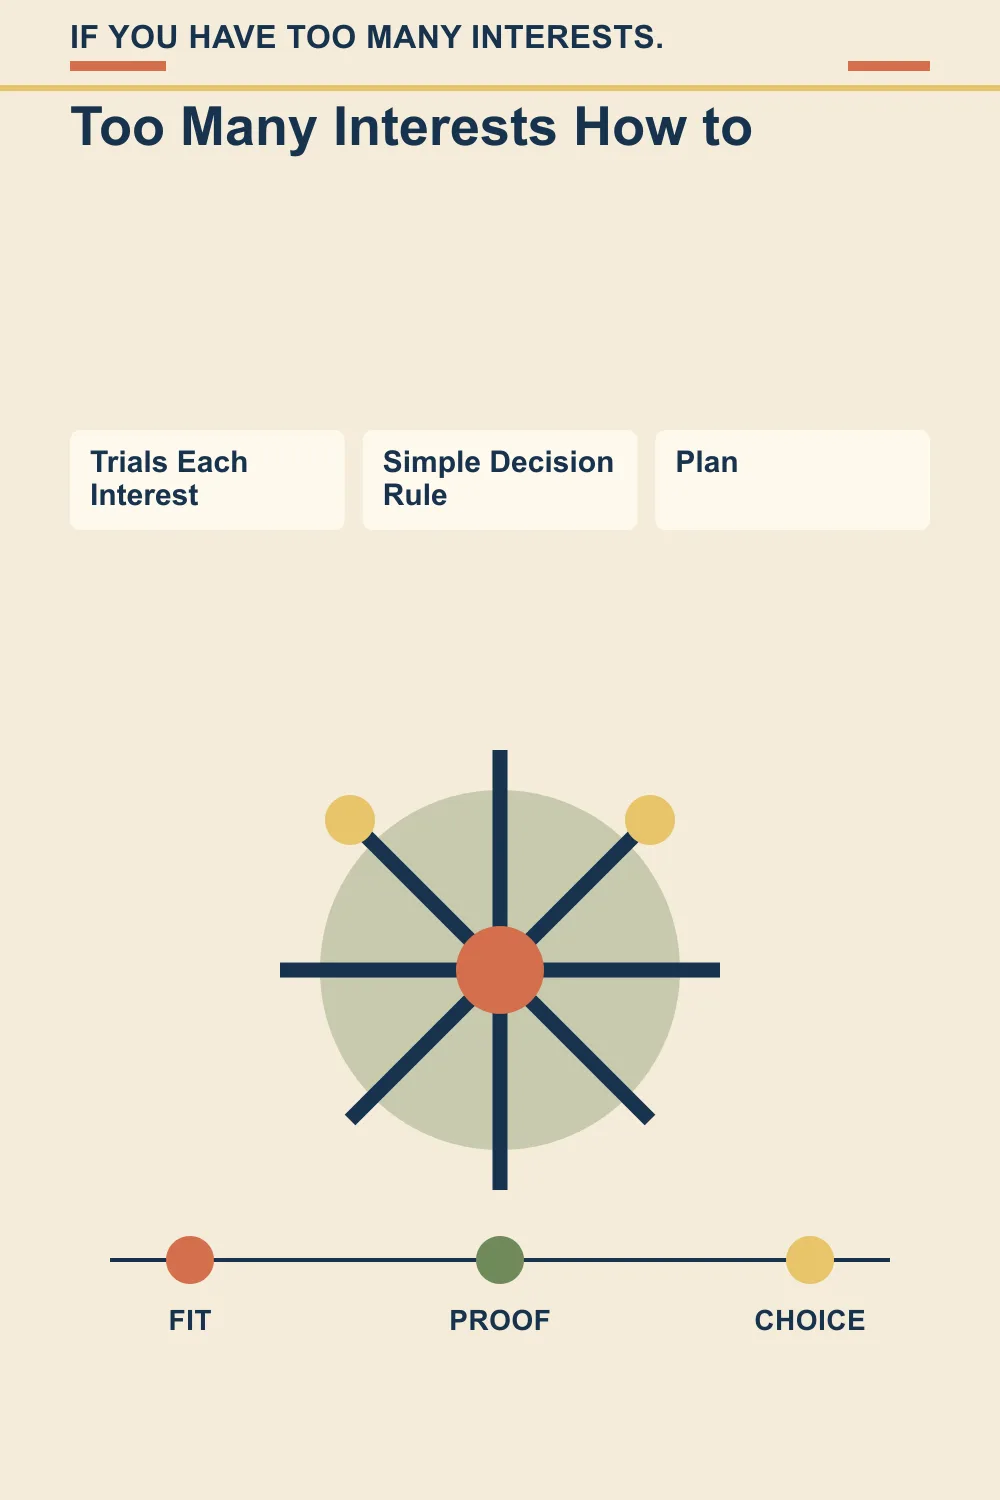 IF YOU HAVE TOO MANY INTERESTS.
Too Many Interests How to
Trials Each
Interest
Simple Decision
Rule
Plan
FIT
PROOF
CHOICE